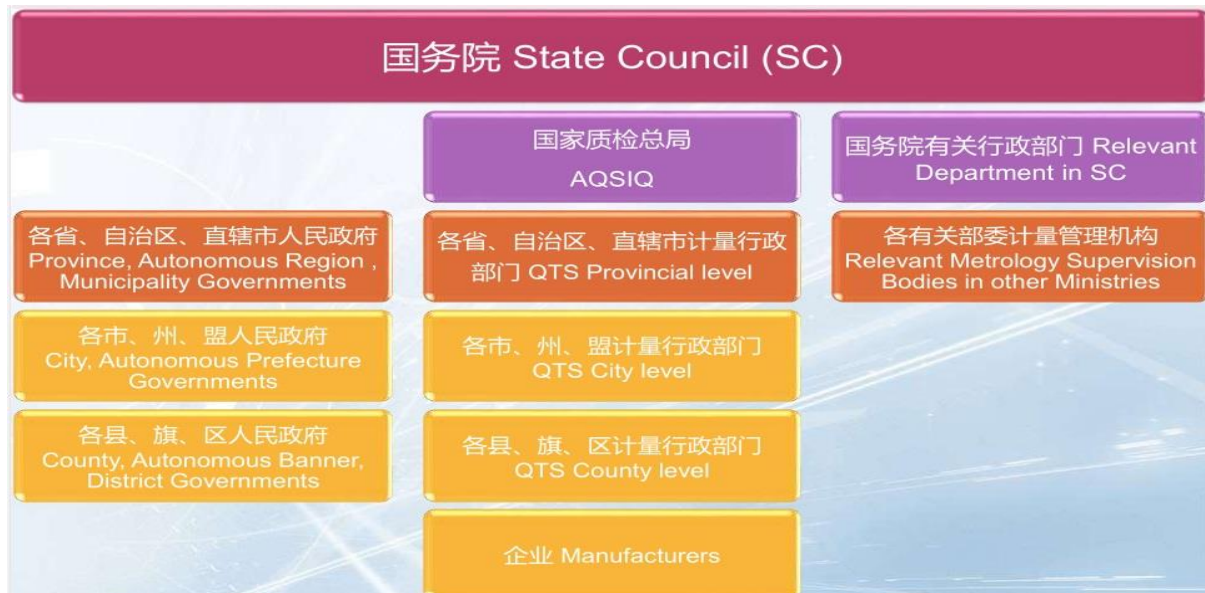 国务院 State Council (SC)
国家质检总局
AQSIQ
国务院有关行政部门 Relevant
Department in SC
各省、自治区、直辖市人民政府
Province, Autonomous Region ,
Municipality Governments
各省、自治区、直辖市计量行政
部门 QTS Provincial level
各有关部委计量管理机构
Relevant Metrology Supervision
Bodies in other Ministries
各市、州、盟人民政府
City, Autonomous Prefecture
Governments
各市、州、盟计量行政部门
QTS City level
各县、旗、区人民政府
County, Autonomous Banner,
District Governments
各县、旗、区计量行政部门
QTS County level
企业 Manufacturers